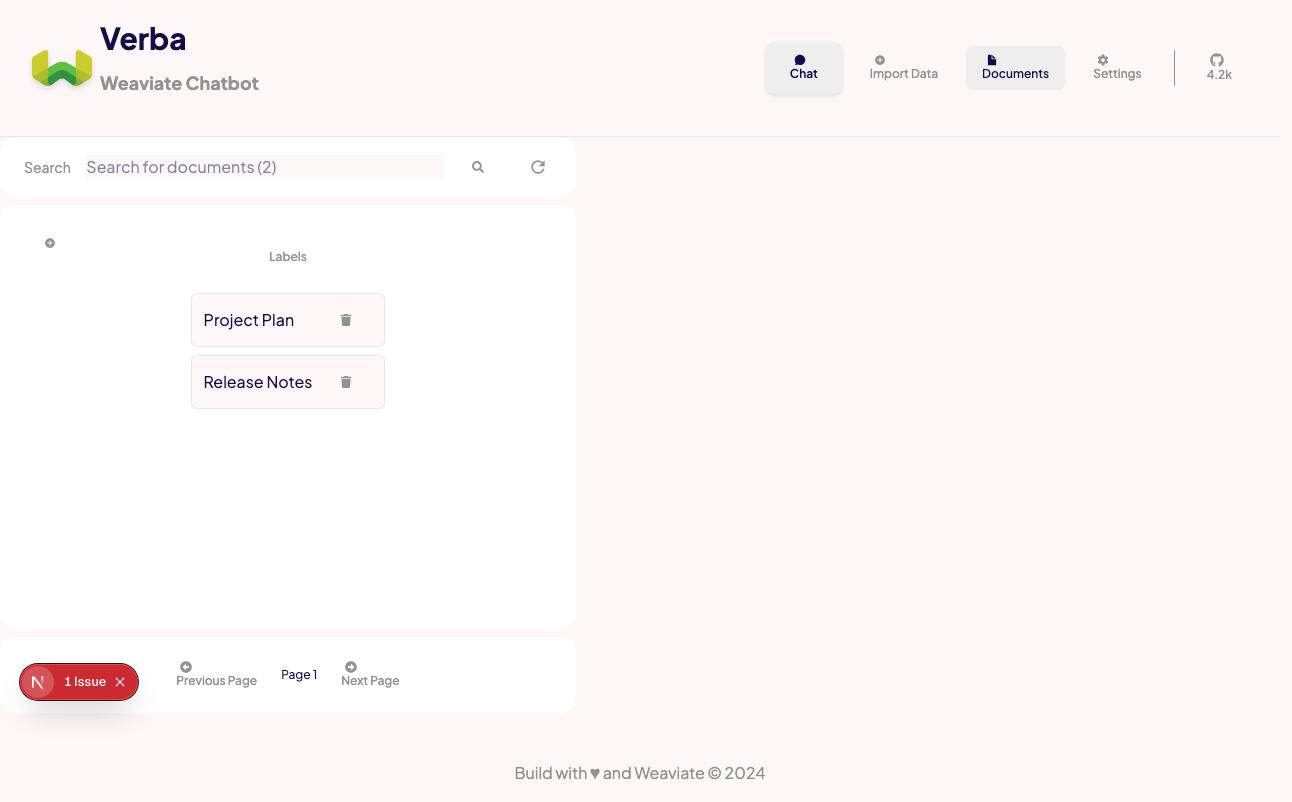 Verba
Weaviate Chatbot
Chat
Import Data
Documents
Settings
4.2k
Search
Search for documents (2)
Labels
Project Plan
Release Notes
N
1 Issue
Previous Page
Page 1
Next Page
Build with ♥ and Weaviate © 2024